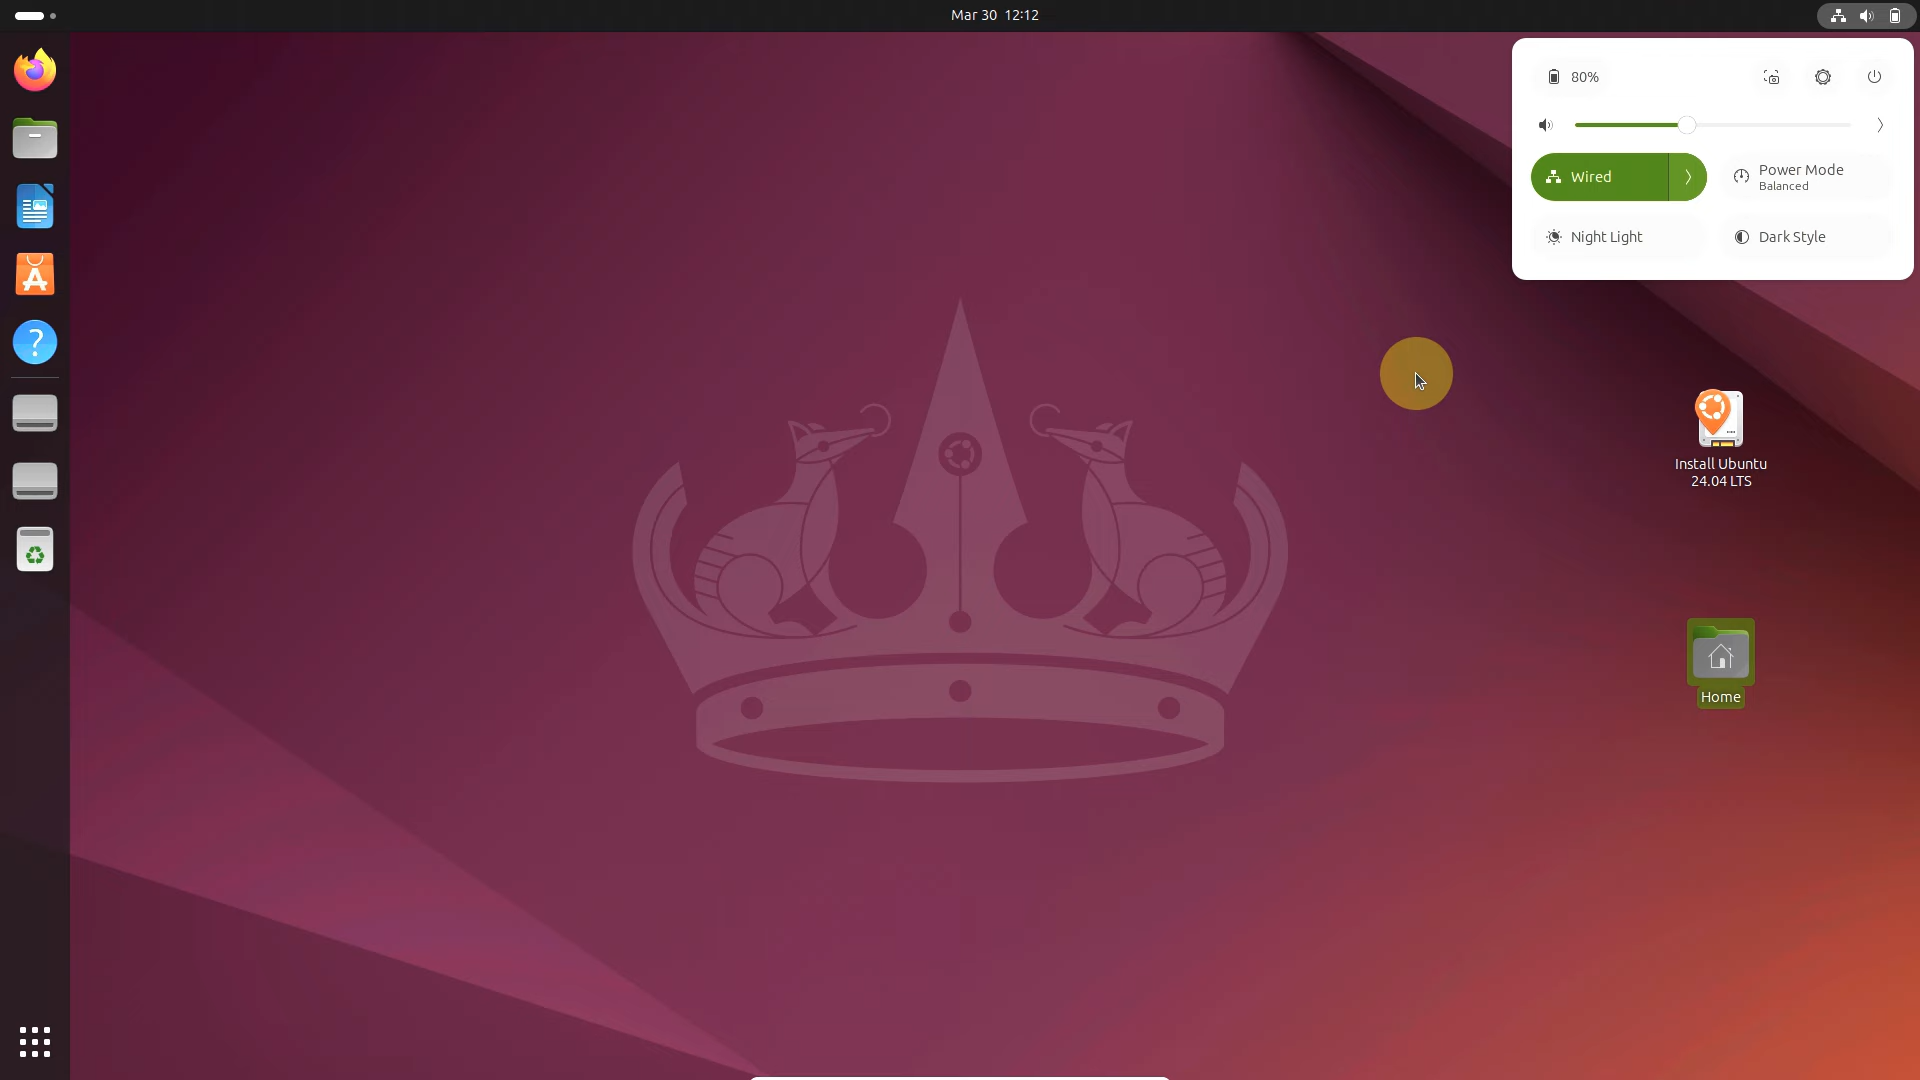 Mar 30 12:12
80%
Wired
Power Mode
Balanced
Night Light
Dark Style
Install Ubuntu
24.04 LTS
Home